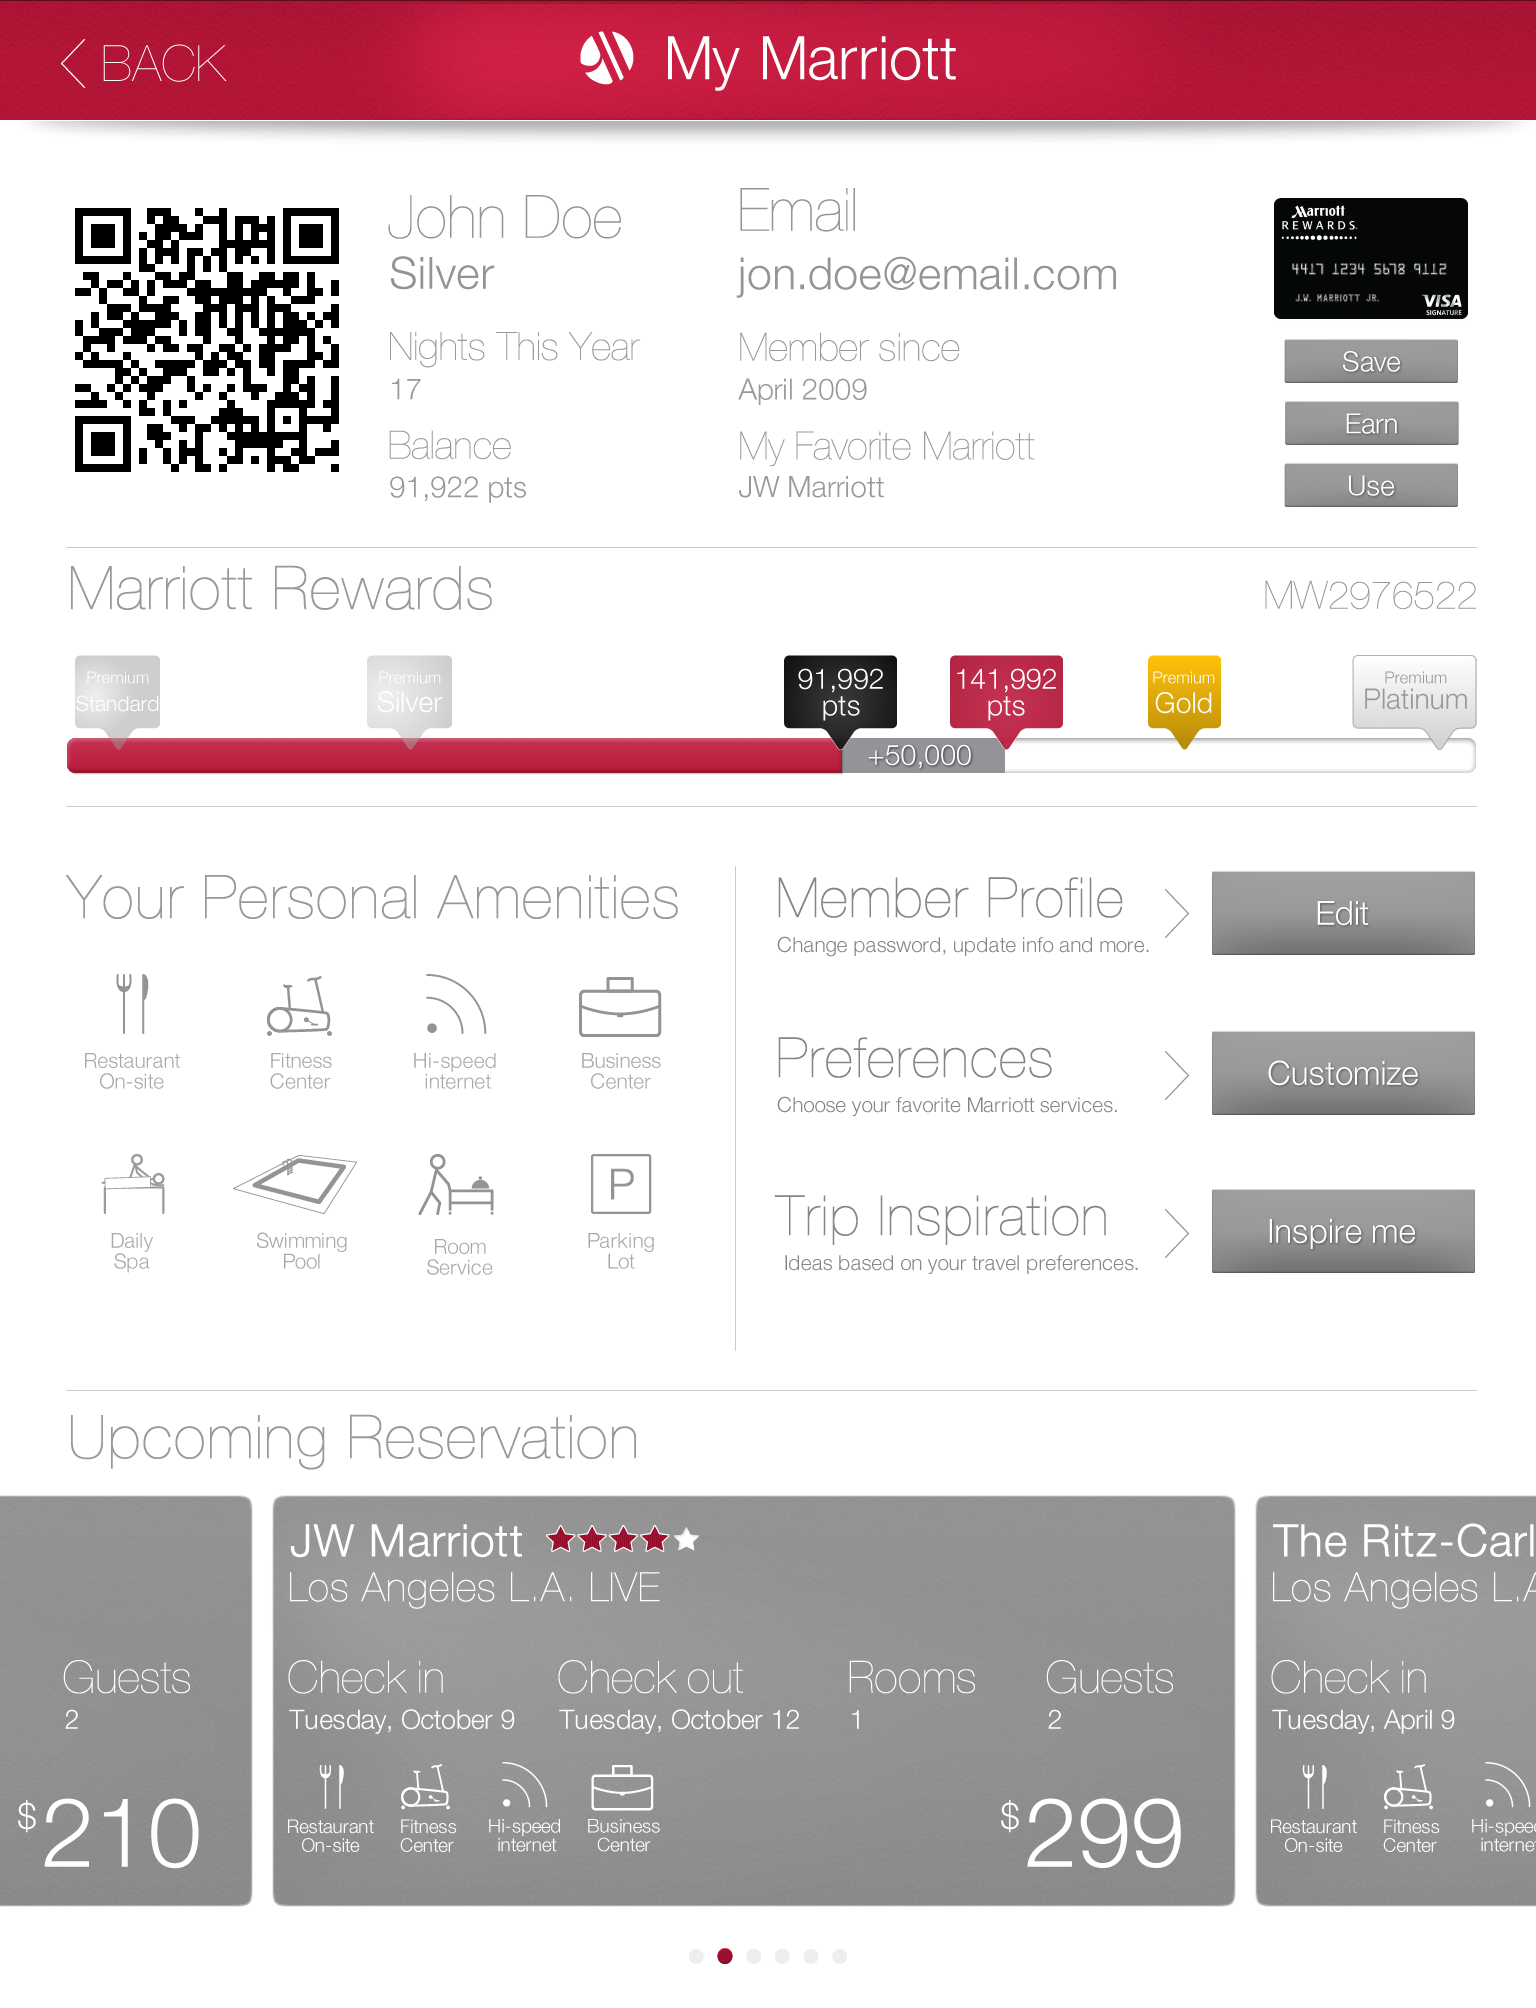 BACK
My Marriott
John Doe
Silver
Nights This Year
17
Balance
91,922 pts
Email
jon.doe@email.com
Member since
April 2009
My Favorite Marriott
JW Marriott
Marriott
REWARDS.
4417 1234 5678 9112
J.W. MARRIOTT JR.
VISA
SIGNATURE
Save
Earn
Use
Marriott Rewards
MW2976522
Premium
Standard
Premium
Silver
91,992
pts
141,992
pts
Premium
Gold
Premium
Platinum
+50,000
Your Personal Amenities
Restaurant
On-site
Fitness
Center
Hi-speed
internet
Business
Center
Daily
Spa
Swimming
Pool
Room
Service
P
Parking
Lot
Member Profile
Change password, update info and more.
Edit
Preferences
Choose your favorite Marriott services.
Customize
Trip Inspiration
Ideas based on your travel preferences.
Inspire me
Upcoming Reservation
Guests
2
$210
JW Marriott
Los Angeles L.A. LIVE
Check in
Tuesday, October 9
Check out
Tuesday, October 12
Rooms
1
Guests
2
Restaurant
On-site
Fitness
Center
Hi-speed
internet
Business
Center
$299
The Ritz-Carl
Los Angeles L.A
Check in
Tuesday, April 9
Restaurant
On-site
Fitness
Center
Hi-speed
internet